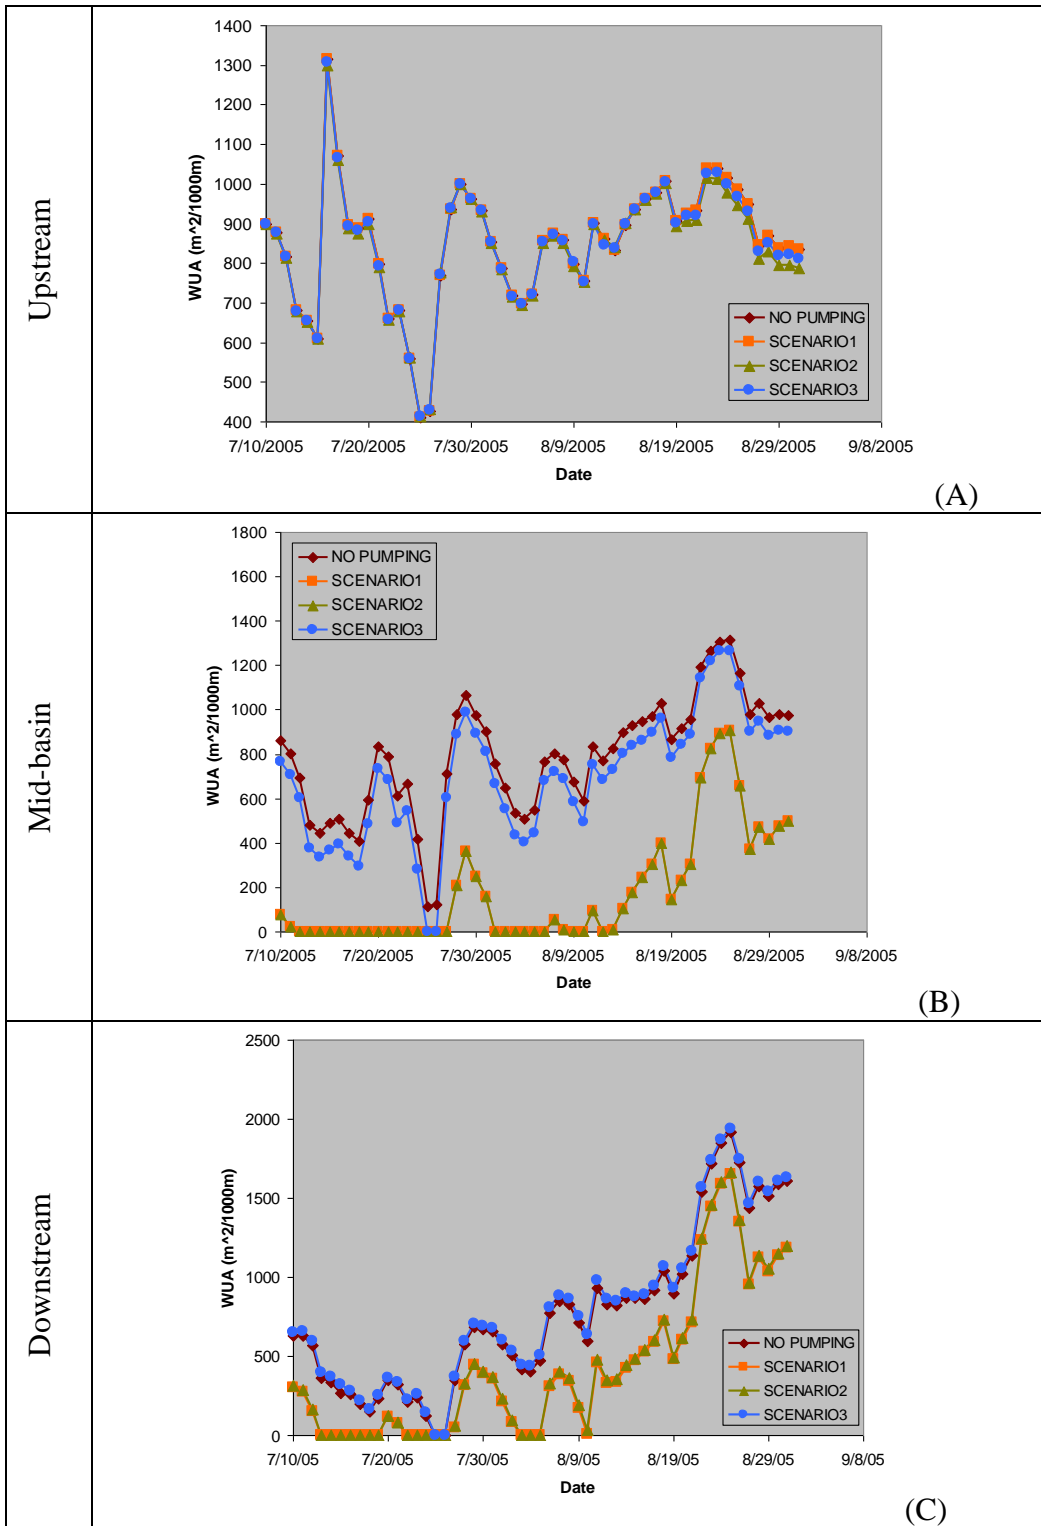 Upstream
WUA (m^2/1000m)
1400
1300
1200
1100
1000
900
800
700
600
500
400
7/10/2005 7/20/2005 7/30/2005 8/9/2005 8/19/2005 8/29/2005 9/8/2005
Date
NO PUMPING
SCENARIO1
SCENARIO2
SCENARIO3
(A)
Mid-basin
WUA (m^2/1000m)
1800
1600
1400
1200
1000
800
600
400
200
0
7/10/2005 7/20/2005 7/30/2005 8/9/2005 8/19/2005 8/29/2005 9/8/2005
Date
NO PUMPING
SCENARIO1
SCENARIO2
SCENARIO3
(B)
Downstream
WUA (m^2/1000m)
2500
2000
1500
1000
500
0
7/10/05 7/20/05 7/30/05 8/9/05 8/19/05 8/29/05 9/8/05
Date
NO PUMPING
SCENARIO1
SCENARIO2
SCENARIO3
(C)